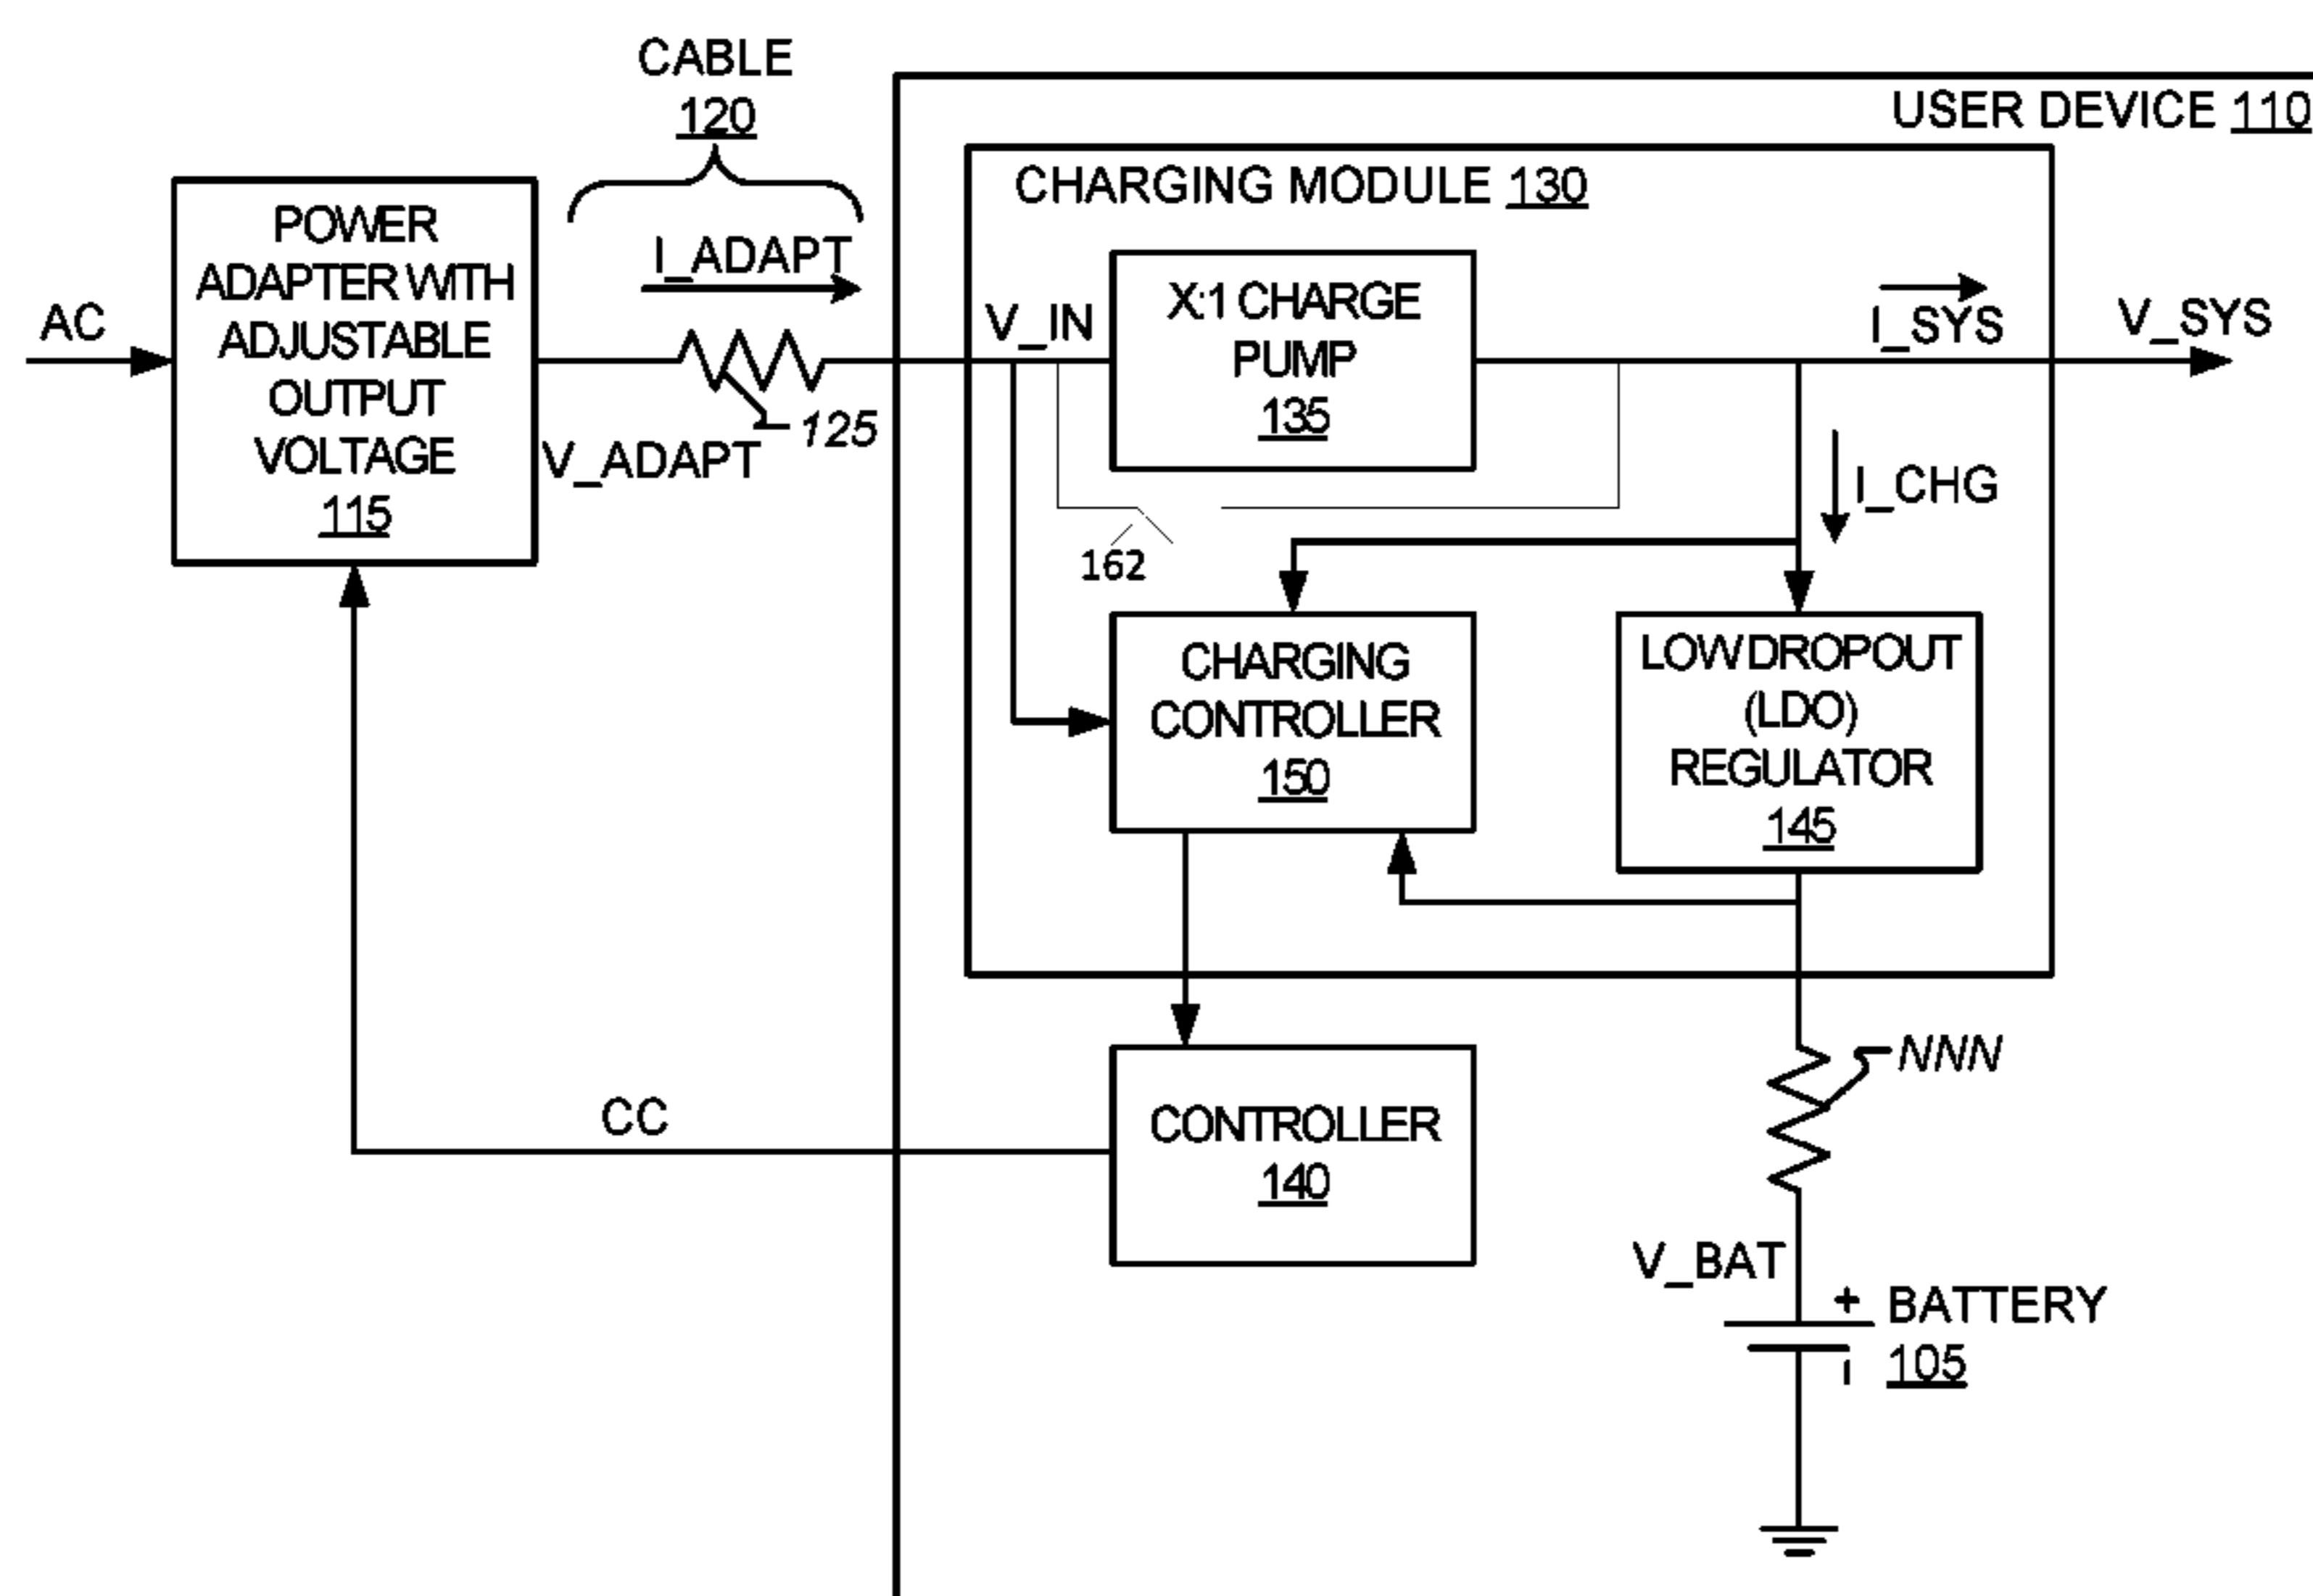 CABLE
120
USER DEVICE 110
CHARGING MODULE 130
POWER
ADAPTER WITH
ADJUSTABLE
OUTPUT
VOLTAGE
115
AC
I_ADAPT
V_ADAPT
125
V_IN
X:1 CHARGE
PUMP
135
I_SYS
V_SYS
I_CHG
162
CHARGING
CONTROLLER
150
LOW DROPOUT
(LDO)
REGULATOR
145
CC
CONTROLLER
140
NNN
V_BAT
+
BATTERY
105